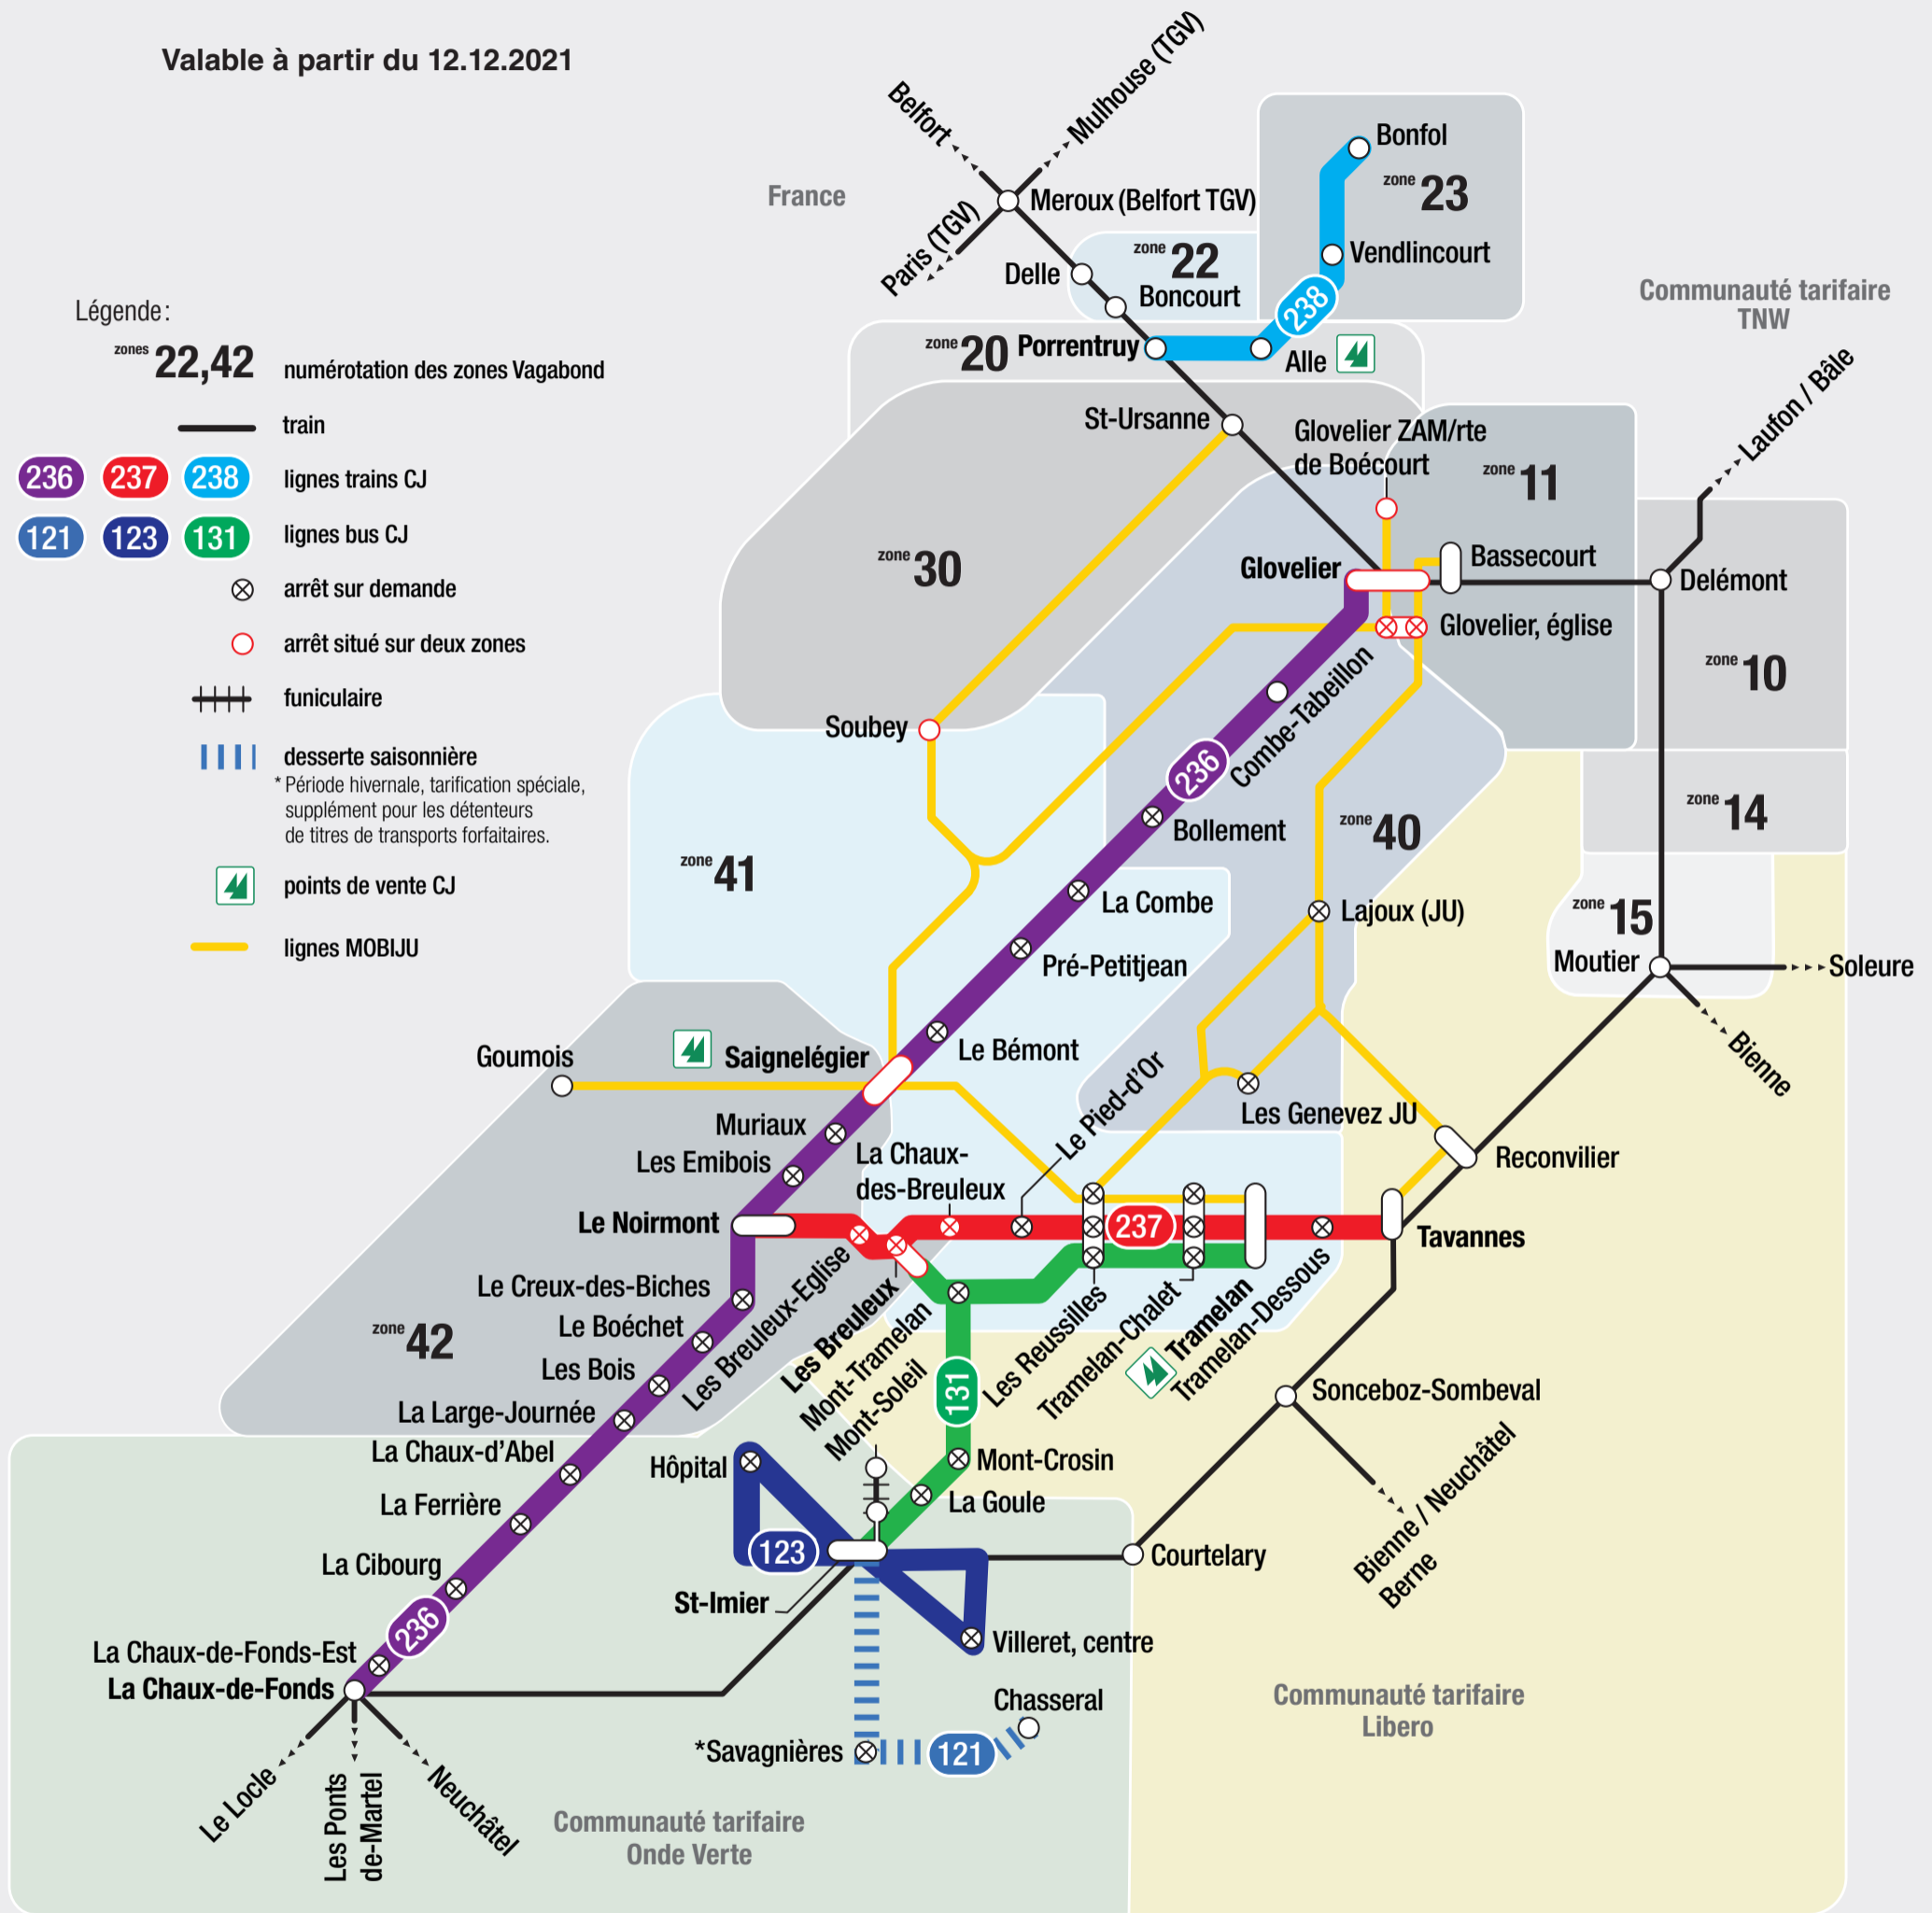 Valable à partir du 12.12.2021
Belfort
Mulhouse (TGV)
France
Meroux (Belfort TGV)
Paris (TGV)
Delle
zone 22
Boncourt
Bonfol
zone 23
Vendlincourt
238
zone 20
Porrentruy
Alle
Communauté tarifaire
TNW
Légende :
zones 22,42
numérotation des zones Vagabond
train
236 237 238
lignes trains CJ
121 123 131
lignes bus CJ
arrêt sur demande
arrêt situé sur deux zones
funiculaire
desserte saisonnière
* Période hivernale, tarification spéciale,
supplément pour les détenteurs
de titres de transports forfaitaires.
points de vente CJ
lignes MOBIJU
St-Ursanne
Glovelier ZAM/rte
de Boécourt
zone 11
Laufon / Bâle
zone 30
Glovelier
Bassecourt
Delémont
Glovelier, église
zone 10
Combe-Tabeillon
Soubey
236
zone 14
Bollement
zone 40
zone 41
La Combe
Lajoux (JU)
zone 15
Pré-Petitjean
Moutier
Soleure
Bienne
Goumois
Saignelégier
Le Bémont
Le Pied-d'Or
Les Genevez JU
Muriaux
Les Emibois
La Chaux-
des-Breuleux
Reconvilier
Le Noirmont
237
Tavannes
Le Creux-des-Biches
Le Boéchet
Les Bois
La Large-Journée
La Chaux-d'Abel
La Ferrière
La Cibourg
zone 42
Les Breuleux-Eglise
Les Breuleux
Mont-Tramelan
Mont-Soleil
131
Les Reussilles
Tramelan-Chalet
Tramelan
Tramelan-Dessous
Sonceboz-Sombeval
Bienne / Neuchâtel
Berne
Hôpital
Mont-Crosin
La Goule
123
St-Imier
Courtelary
Villeret, centre
236
La Chaux-de-Fonds-Est
La Chaux-de-Fonds
Chasseral
*Savagnières
121
Le Locle
Les Ponts
de-Martel
Neuchâtel
Communauté tarifaire
Onde Verte
Communauté tarifaire
Libero